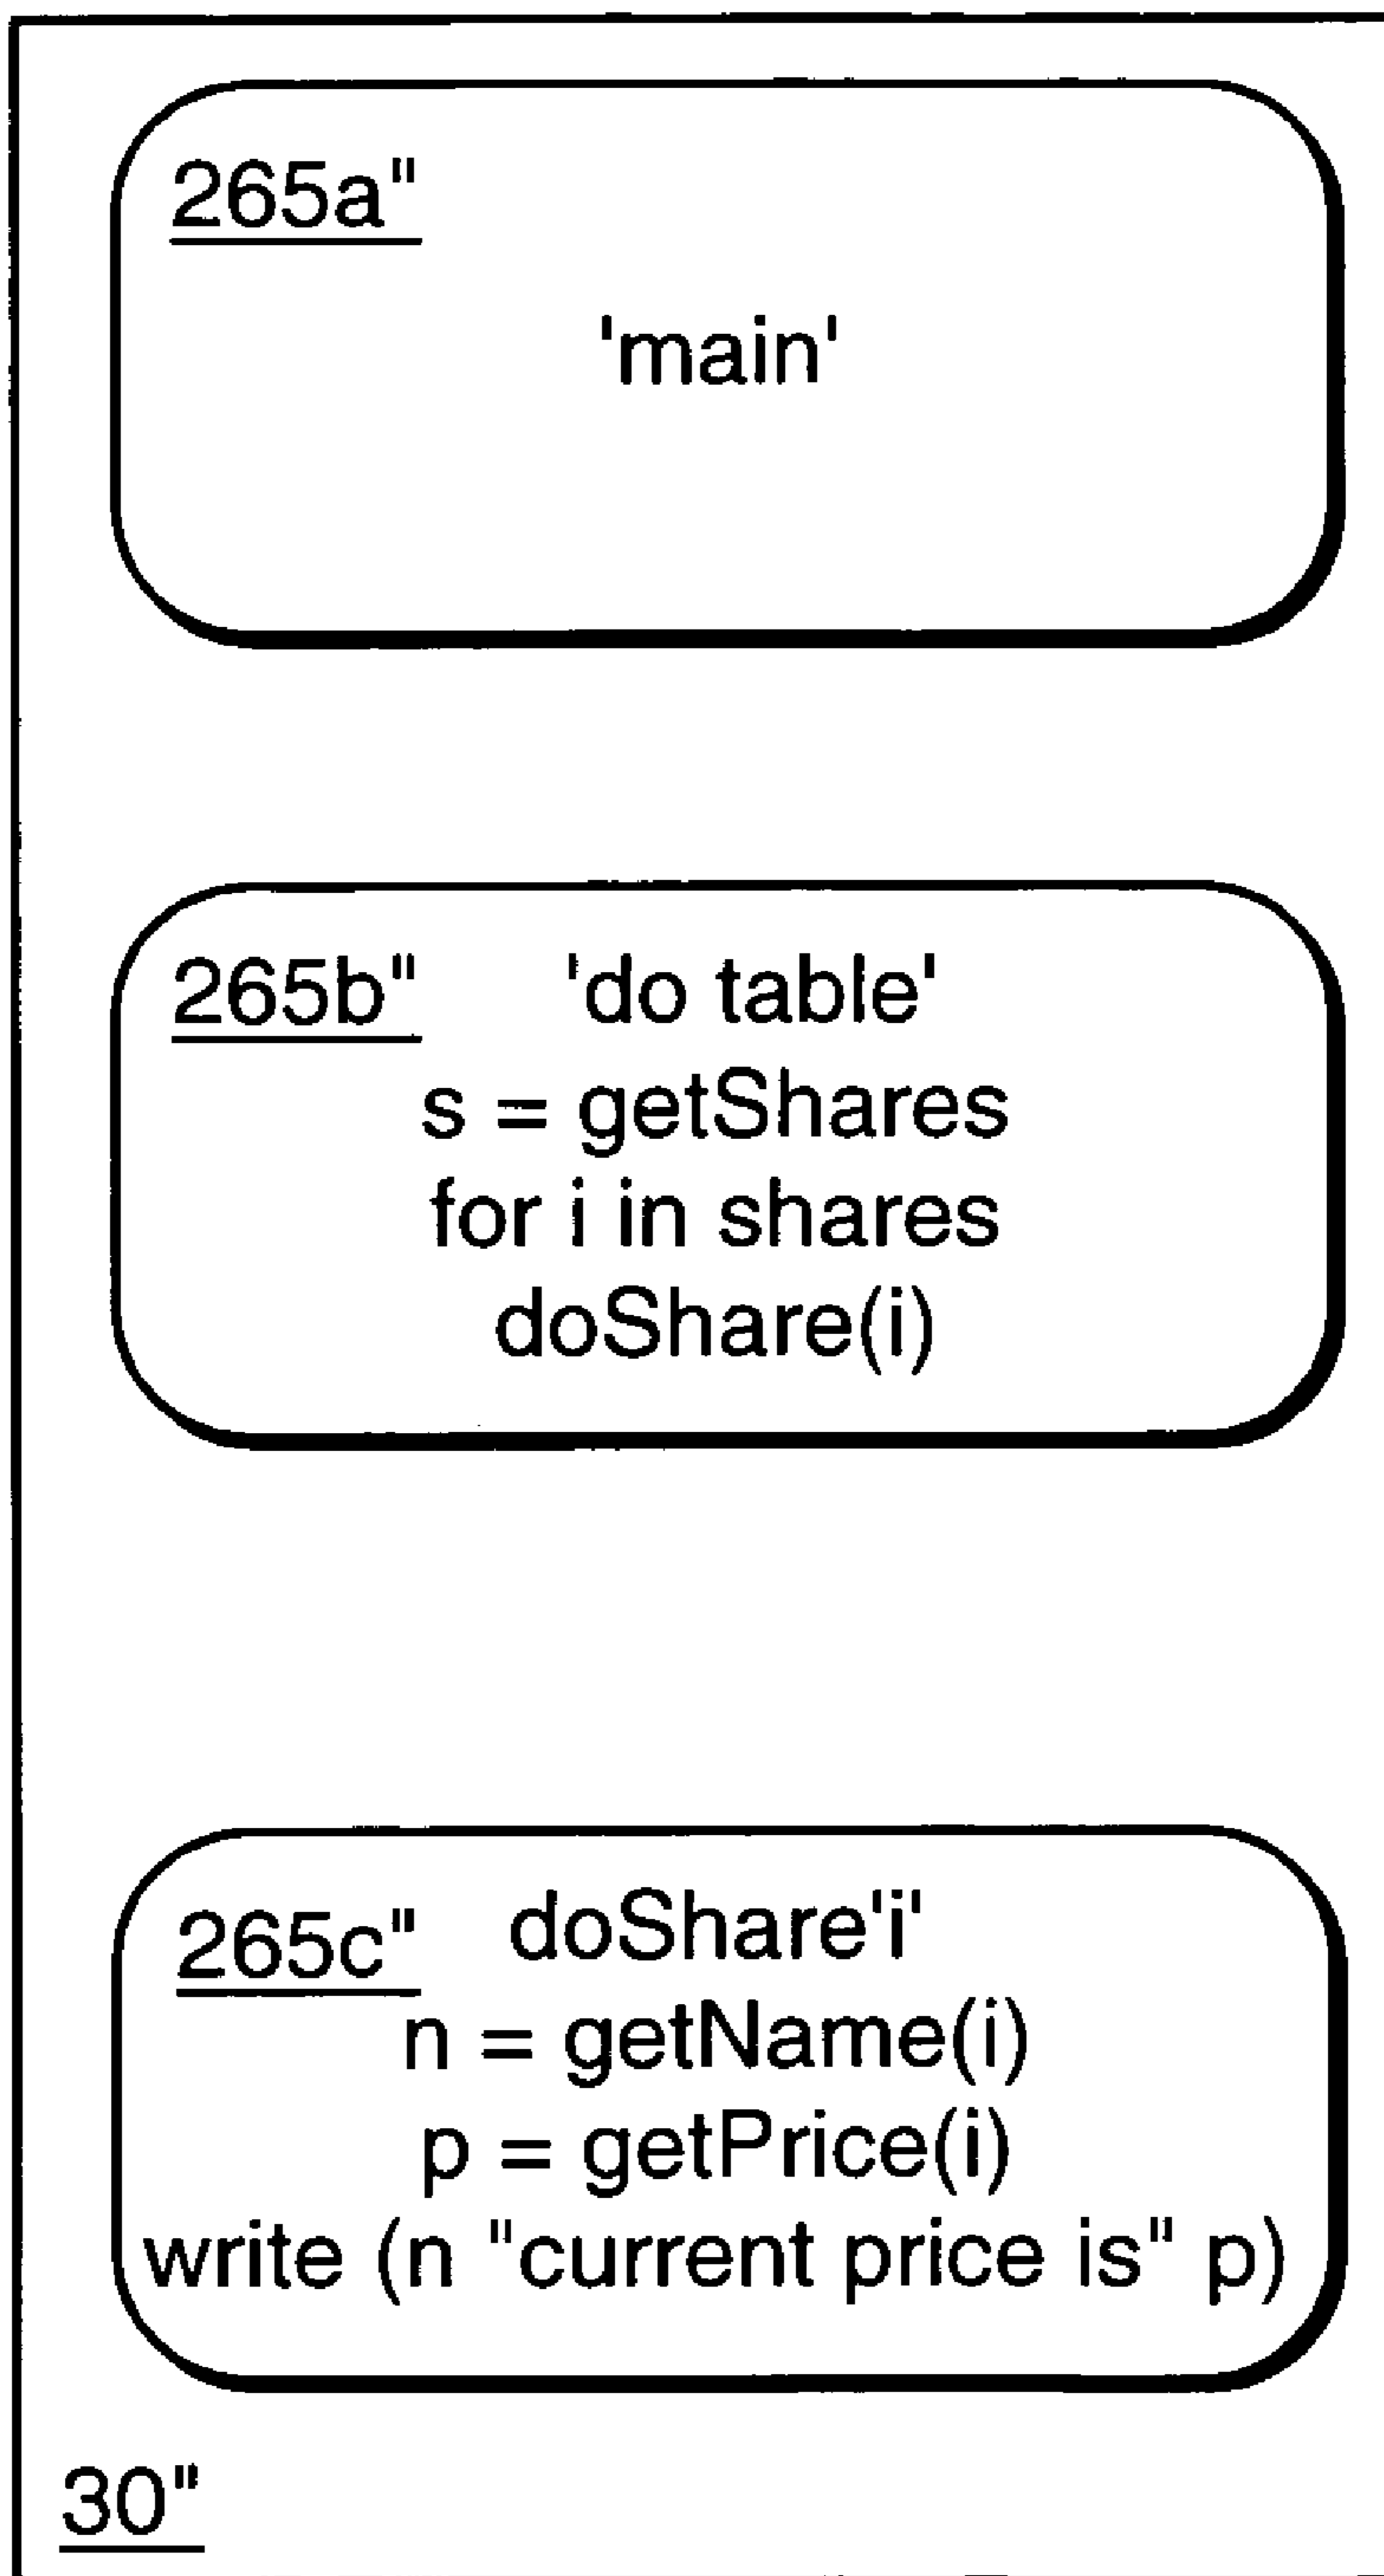 265a"
'main'
265b" 'do table'
s = getShares
for i in shares
doShare(i)
265c" doShare'i'
n = getName(i)
p = getPrice(i)
write (n "current price is" p)
30"